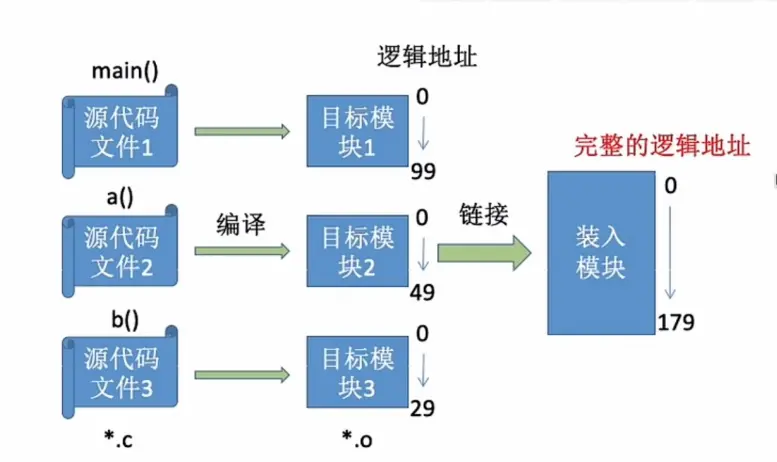 逻辑地址
main()
源代码
文件1
目标模
块1
0
99
a()
源代码
文件2
编译
目标模
块2
0
49
链接
完整的逻辑地址
装入
模块
0
179
b()
源代码
文件3
目标模
块3
0
29
*.c
*.o